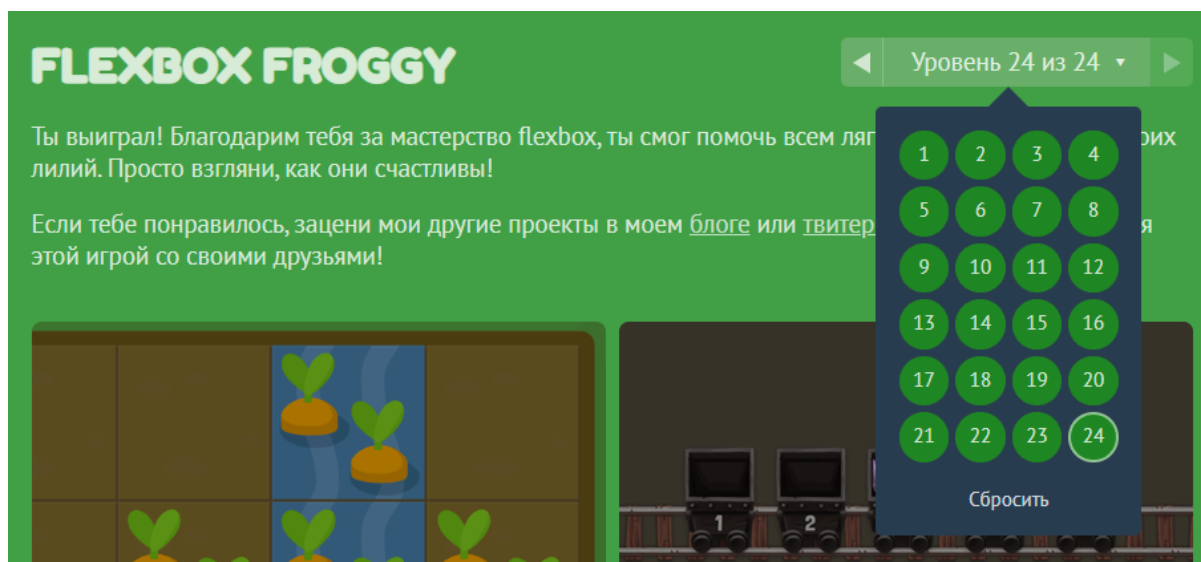 FLEXBOX FROGGY
◀ Уровень 24 из 24 ▼ ▶
Ты выиграл! Благодарим тебя за мастерство flexbox, ты смог помочь всем
лилий. Просто взгляни, как они счастливы!
Если тебе понравилось, зацени мои другие проекты в моем блоге или твитер
этой игрой со своими друзьями!
1 2 3 4
5 6 7 8
9 10 11 12
13 14 15 16
17 18 19 20
21 22 23 24
Сбросить
1 2